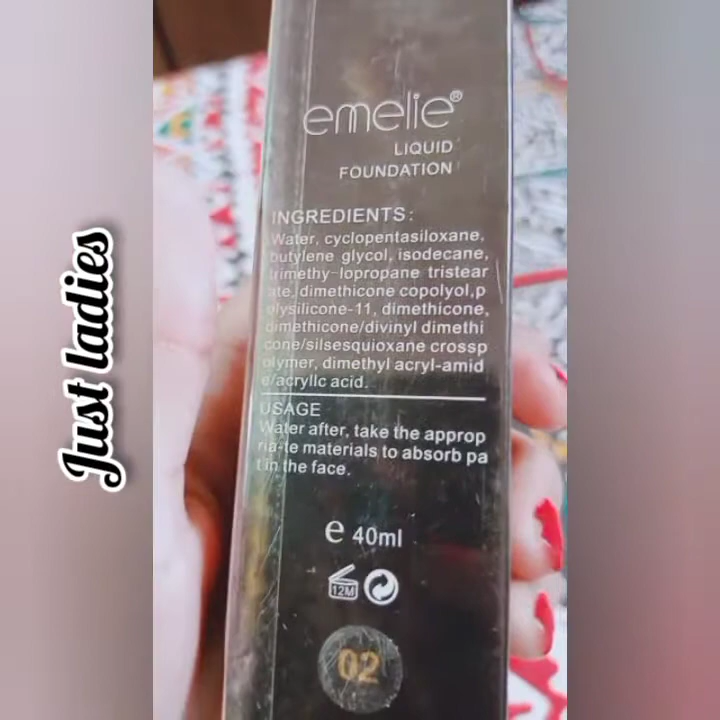 emelie®
LIQUID
FOUNDATION
INGREDIENTS:
Water, cyclopentasiloxane,
butylene glycol, isodecane,
trimethy-lopropane tristear
ate, dimethicone copolyol,p
olysilicone-11, dimethicone,
dimethicone/divinyl dimethi
cone/silsesquioxane crossp
olymer, dimethyl acryl-amid
e/acryllc acid.
USAGE
Water after, take the approp
ria-te materials to absorb pa
t in the face.
e 40ml
12M
02
Just ladies